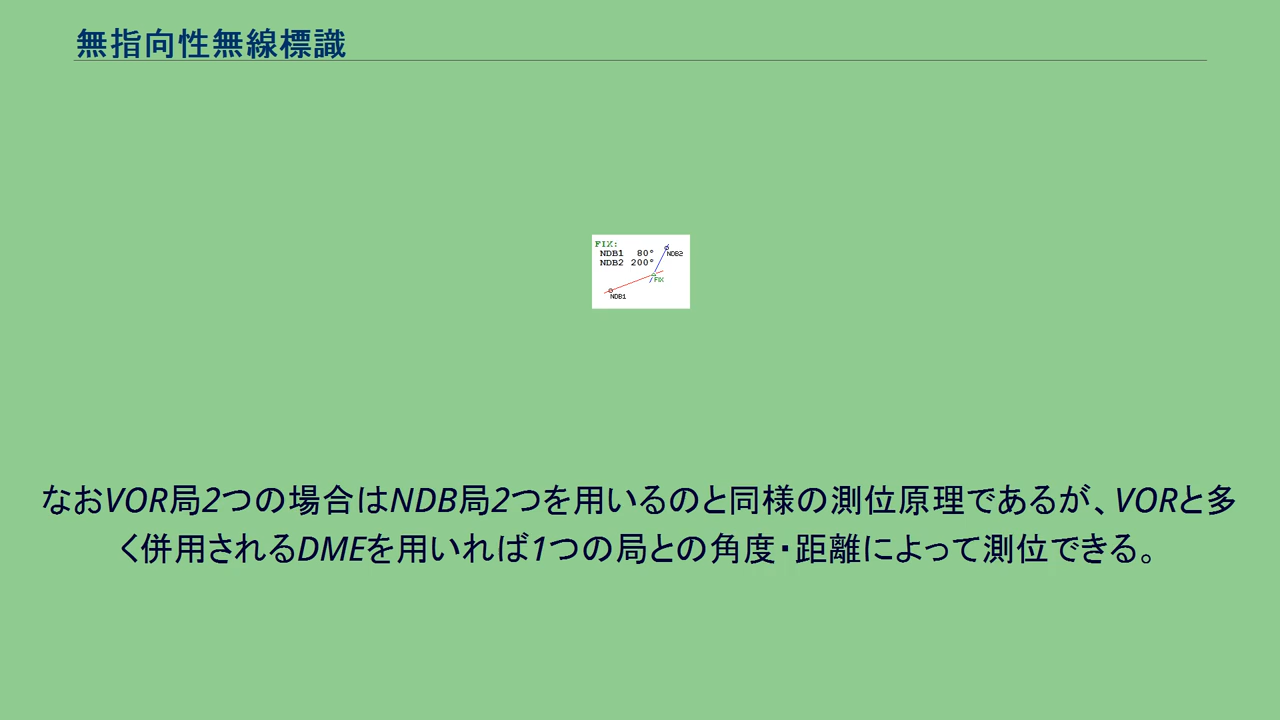 無指向性無線標識
FIX:
NDB1 80°
NDB2 200°
NDB2
FIX
NDB1
なおVOR局2つの場合はNDB局2つを用いるのと同様の測位原理であるが、VORと多
く併用されるDMEを用いれば1つの局との角度・距離によって測位できる。